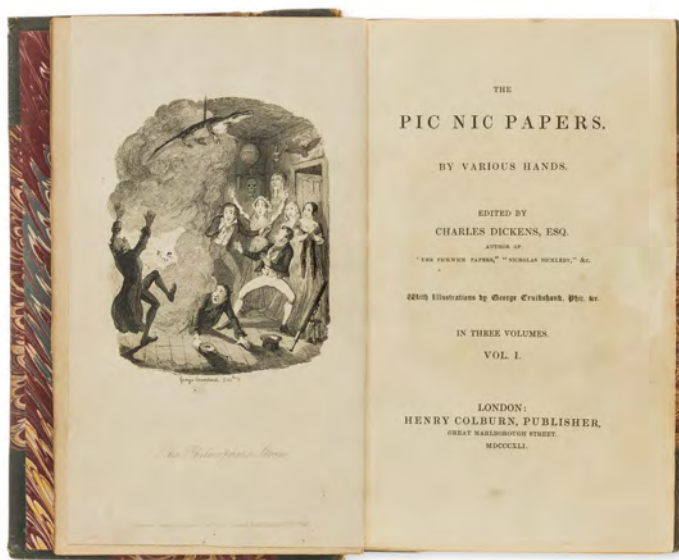 George Cruikshank
The Philosopher's Stone
THE
PIC NIC PAPERS.
BY VARIOUS HANDS.
EDITED BY
CHARLES DICKENS, ESQ.
AUTHOR OF
"THE PICKWICK PAPERS," "NICHOLAS NICKLEBY," &c.
With Illustrations by George Cruikshank, Phiz, &c.
IN THREE VOLUMES.
VOL. I.
LONDON:
HENRY COLBURN, PUBLISHER,
GREAT MARLBOROUGH STREET.
MDCCCXLI.